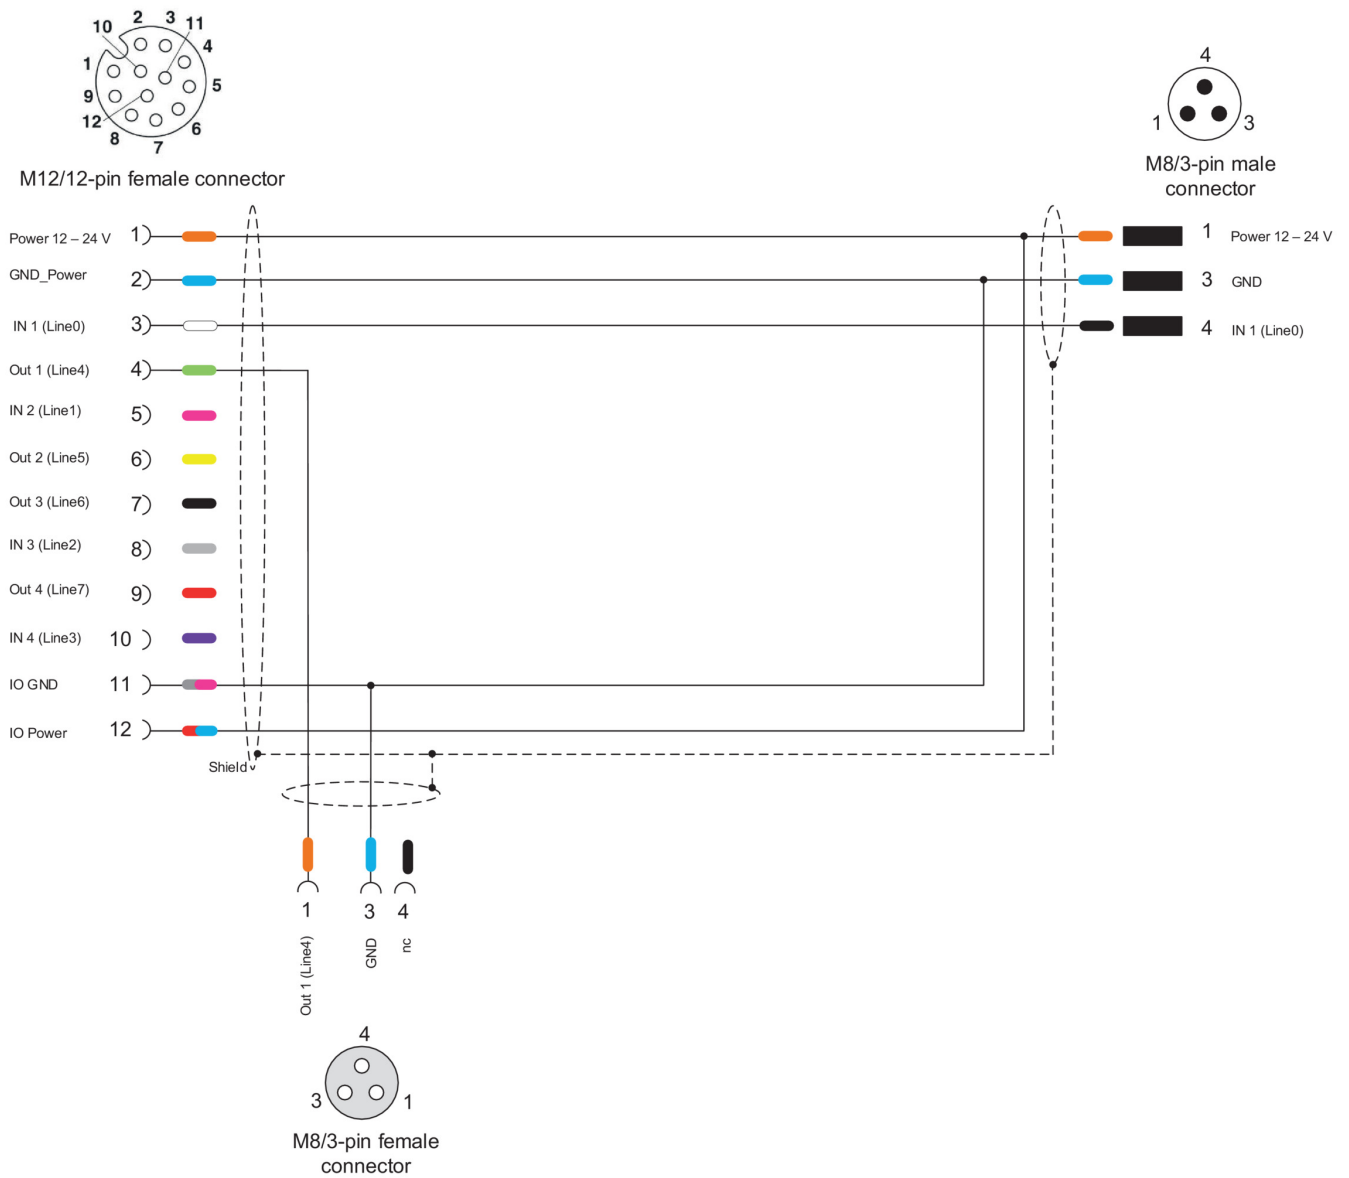 2 3 11
10
4
1
5
9
12
6
8
7
M12/12-pin female connector
4
1 3
M8/3-pin male
connector
Power 12 – 24 V 1
1 Power 12 – 24 V
GND_Power 2
3 GND
IN 1 (Line0) 3
4 IN 1 (Line0)
Out 1 (Line4) 4
IN 2 (Line1) 5
Out 2 (Line5) 6
Out 3 (Line6) 7
IN 3 (Line2) 8
Out 4 (Line7) 9
IN 4 (Line3) 10
IO GND 11
IO Power 12
Shield
1 3 4
Out 1 (Line4)
GND
nc
4
3 1
M8/3-pin female
connector